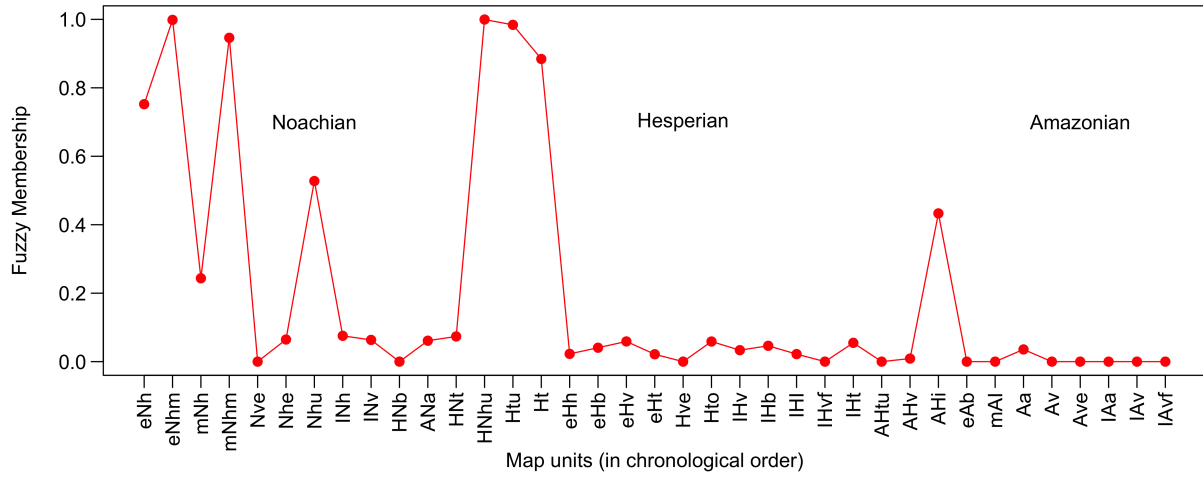 1.0
0.8
0.6
0.4
0.2
0.0
Fuzzy Membership
Noachian
Hesperian
Amazonian
eNh
eNhm
mNh
mNhm
Nve
Nhe
Nhu
lNh
lNv
HNb
ANa
HNt
HNhu
Htu
Ht
eHh
eHb
eHv
eHt
Hve
Hto
lHv
lHb
lHl
lHvf
lHt
AHtu
AHv
AHi
eAb
mAl
Aa
Av
Ave
lAa
lAv
lAvf
Map units (in chronological order)